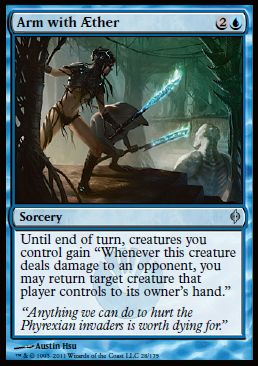 Arm with Æther 2
Sorcery
Until end of turn, creatures you
control gain “Whenever this creature
deals damage to an opponent, you
may return target creature that
player controls to its owner’s hand.”
“Anything we can do to hurt the
Phyrexian invaders is worth dying for.”
Austin Hsu
™ & © 1993–2011 Wizards of the Coast LLC 28/175